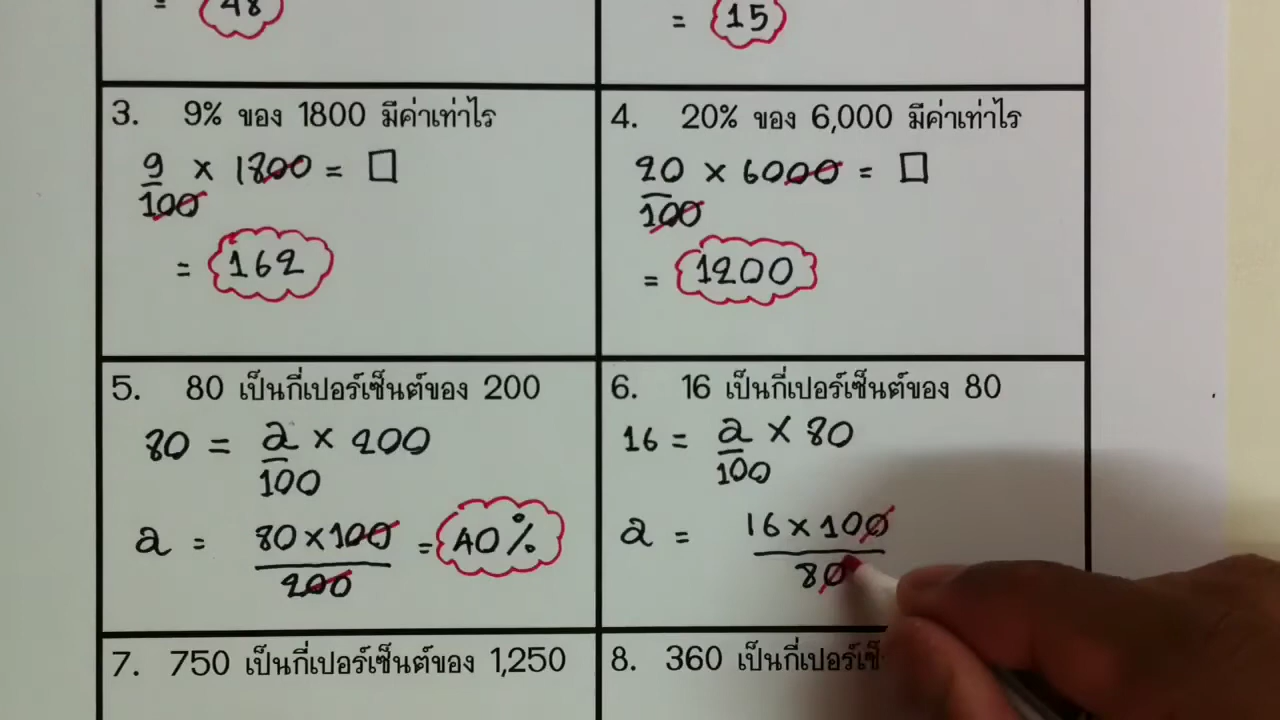 = 48
= 15
3. 9% ของ 1800 มีค่าเท่าไร
9/100 × 1800 = □
= 162
4. 20% ของ 6,000 มีค่าเท่าไร
20/100 × 6000 = □
= 1200
5. 80 เป็นกี่เปอร์เซ็นต์ของ 200
80 = a/100 × 200
a = 80 × 100/200 = 40%
6. 16 เป็นกี่เปอร์เซ็นต์ของ 80
16 = a/100 × 80
a = 16 × 100/80
7. 750 เป็นกี่เปอร์เซ็นต์ของ 1,250
8. 360 เป็นกี่เปอร์เซ็